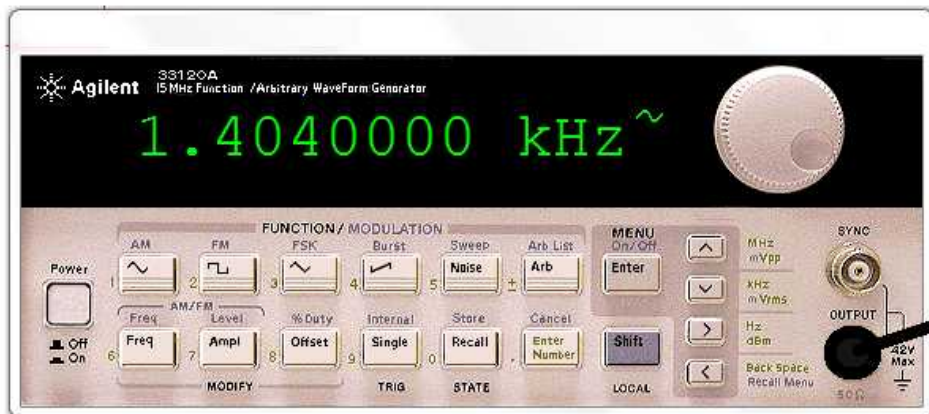 Agilent 33120A
15 MHz Function / Arbitrary WaveForm Genorator
1.4040000 kHz~
FUNCTION / MODULATION
AM FM FSK Burst Sweep Arb List
1 2 3 4 5 Noise ± Arb
MENU
On/Off
Enter
MHz
mVpp
kHz
mVrms
Hz
dBm
Back Space
Recall Menu
SYNC
OUTPUT
42V
Max
50Ω
Power
Off
On
AM/FM
Freq Level % Duty Internal Store Cancel
6 Freq 7 Ampl 8 Offset 9 Single 0 Recall . Enter Number
Shift
MODIFY TRIG STATE LOCAL